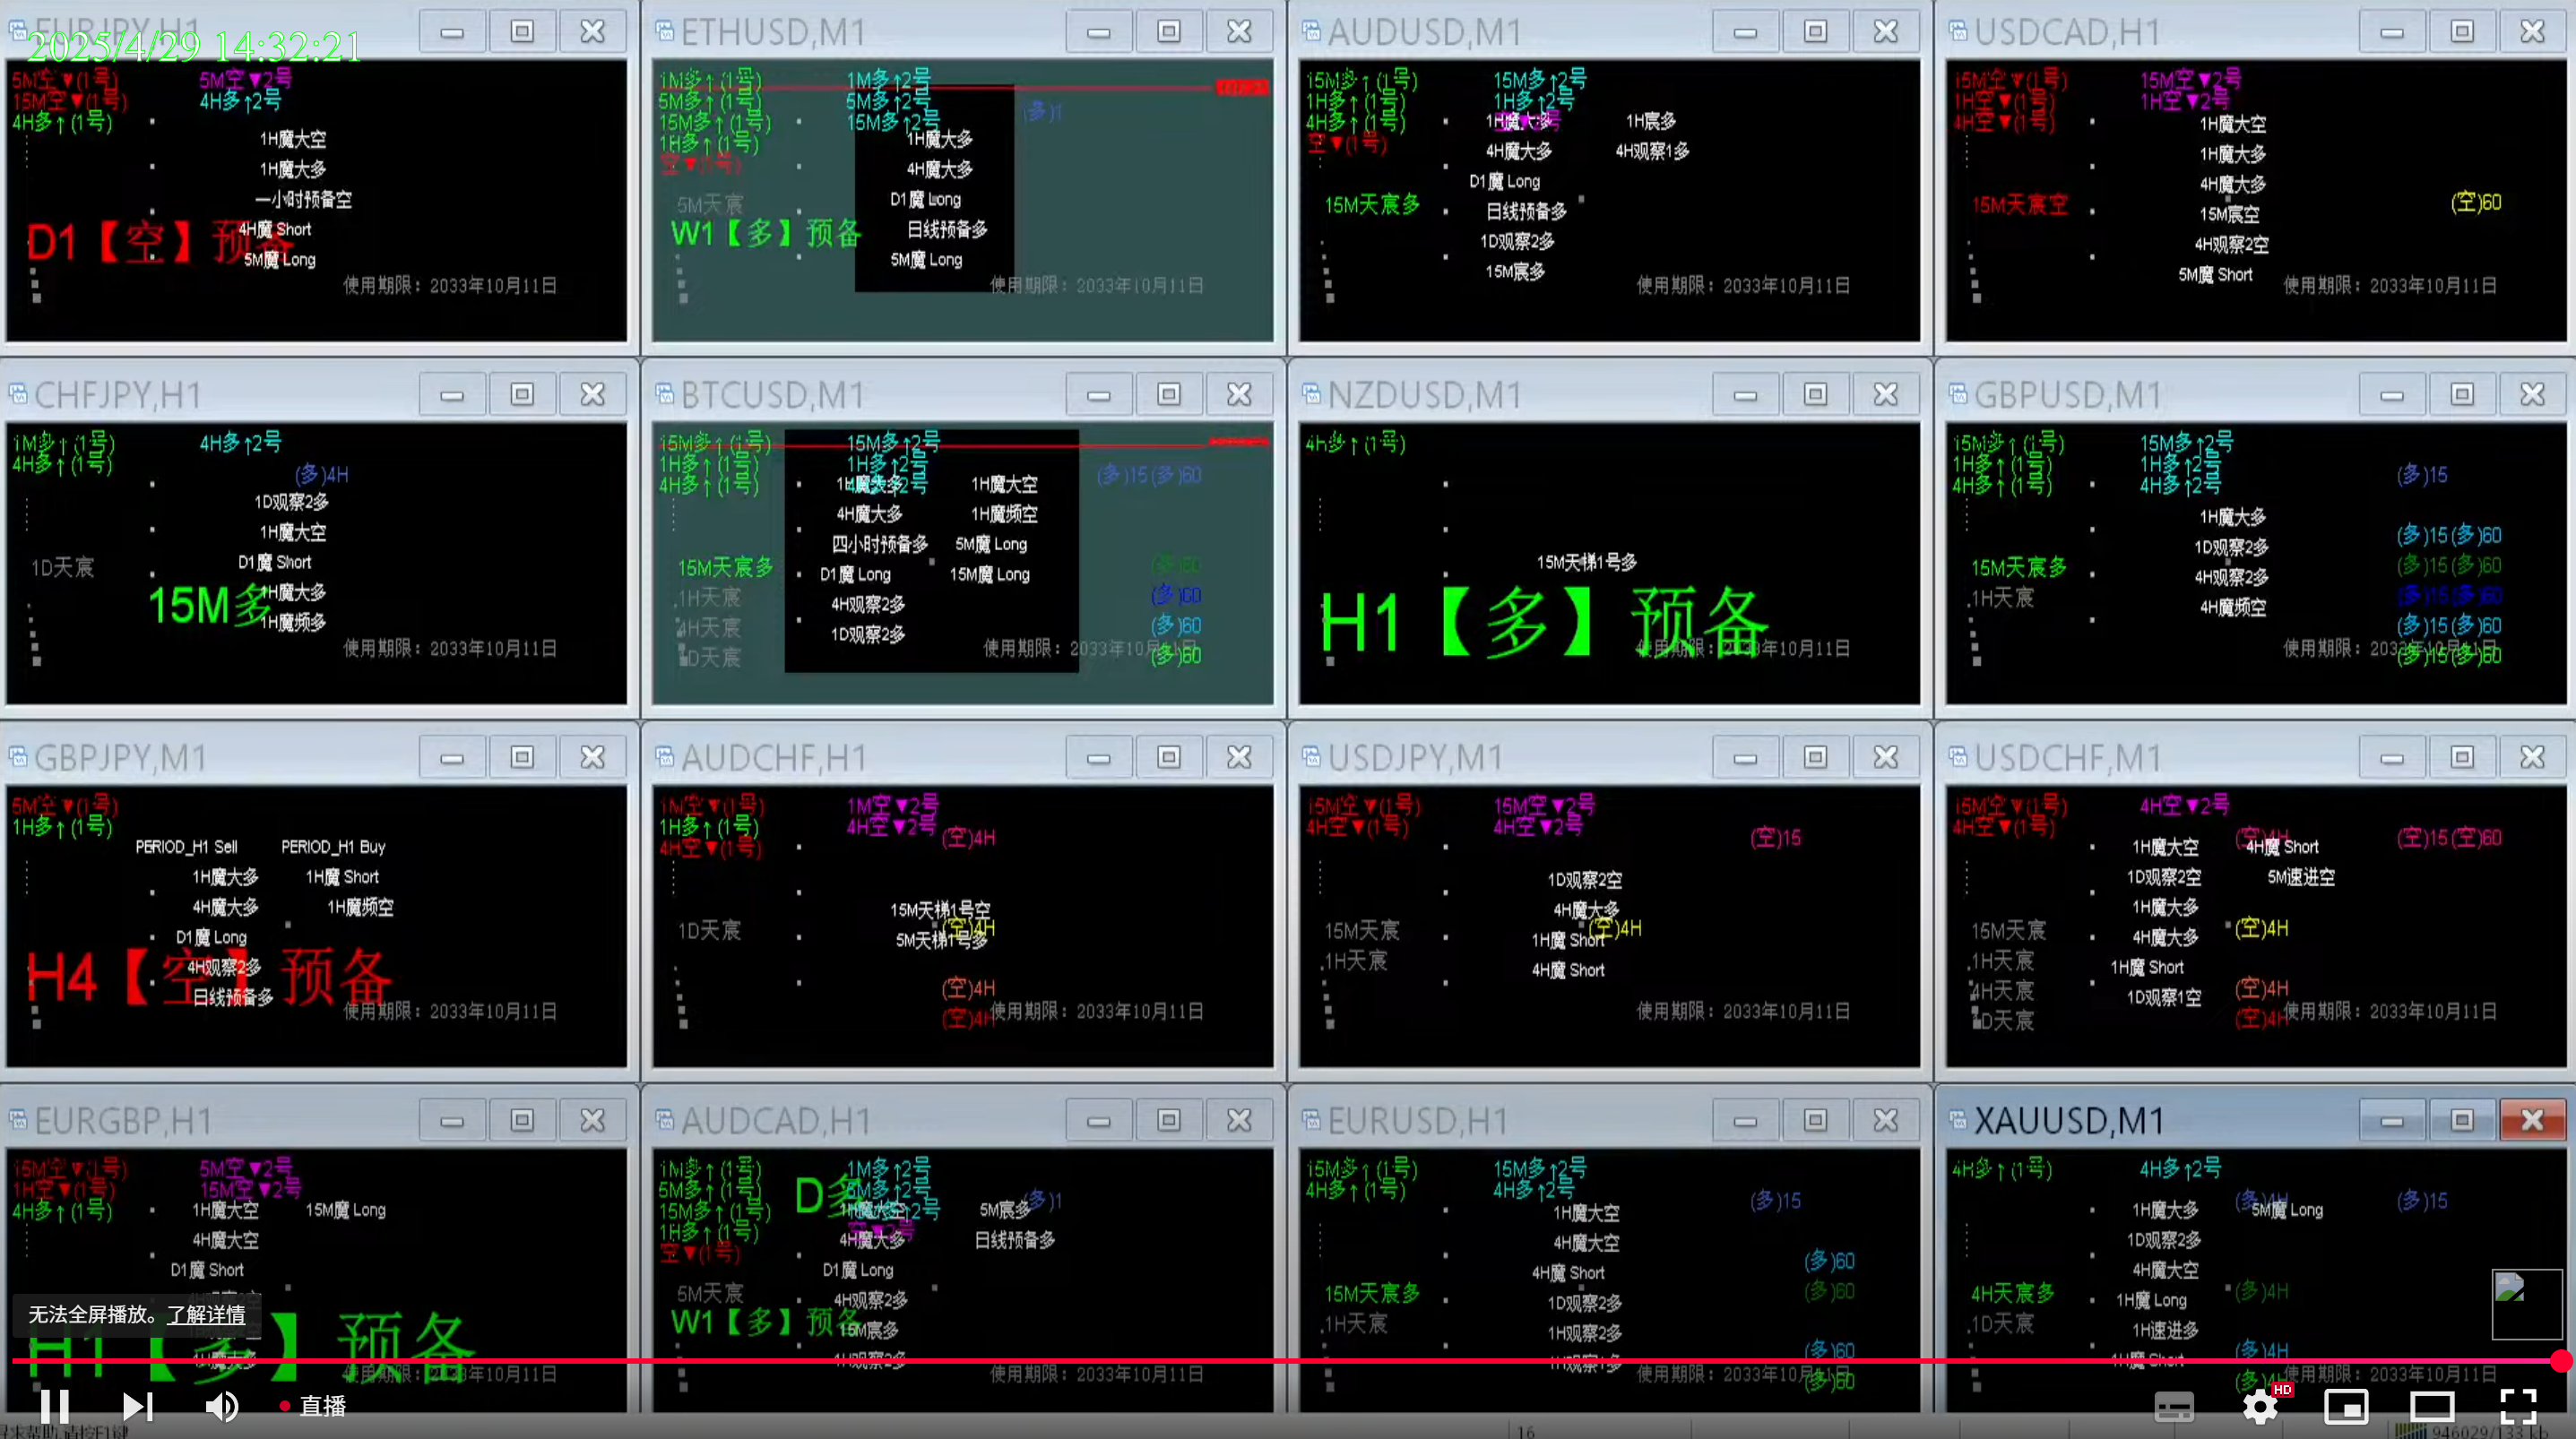 EURJPY,H1
2025/4/29 14:32:21
5M空▼(1号) 5M空▼2号
15M空▼(1号) 4H多↑2号
4H多↑(1号)
1H魔大空
1H魔大多
一小时预备空
4H魔 Short
D1【空】预备
5M魔 Long
使用期限：2033年10月11日
ETHUSD,M1
1M多↑(1号) 1M多↑2号
5M多↑(1号) 5M多↑2号
(多)1
15M多↑(1号) 15M多↑2号
1H多↑(1号) 1H魔大多
空▼(1号) 4H魔大多
5M天宸 D1魔 Long
W1【多】预备 日线预备多
5M魔 Long
使用期限：2033年10月11日
AUDUSD,M1
15M多↑(1号) 15M多↑2号
1H多↑(1号) 1H多↑2号
4H多↑(1号) 1H魔大多 1H宸多
空▼(1号) 4H魔大多 4H观察1多
D1魔 Long
15M天宸多 日线预备多
1D观察2多
15M宸多
使用期限：2033年10月11日
USDCAD,H1
15M空▼(1号) 15M空▼2号
1H空▼(1号) 1H空▼2号
4H空▼(1号) 1H魔大空
1H魔大多
4H魔大多
15M天宸空 15M宸空 (空)60
4H观察2空
5M魔 Short
使用期限：2033年10月11日
CHFJPY,H1
1M多↑(1号) 4H多↑2号
4H多↑(1号)
(多)4H
1D观察2多
1H魔大空
1D天宸 D1魔 Short
1H魔大多
15M多
1H魔频多
使用期限：2033年10月11日
BTCUSD,M1
15M多↑(1号) 15M多↑2号
1H多↑(1号) 1H多↑2号
(多)15(多)60
4H多↑(1号) 1H魔大空
4H魔大多 1H魔频空
四小时预备多 5M魔 Long
15M天宸多 D1魔 Long 15M魔 Long (多)60
1H天宸 4H观察2多 (多)60
4H天宸 1D观察2多 (多)60
1D天宸 使用期限：2033年10月11日 (多)60
NZDUSD,M1
4H多↑(1号)
15M天梯1号多
H1【多】预备
使用期限：2033年10月11日
GBPUSD,M1
15M多↑(1号) 15M多↑2号
1H多↑(1号) 1H多↑2号
(多)15
4H多↑(1号) 4H多↑2号
1H魔大多
1D观察2多 (多)15(多)60
15M天宸多 4H观察2多 (多)15(多)60
1H天宸 4H魔频空 (多)15(多)60
(多)15(多)60
使用期限：2033年10月11日 (多)15(多)60
GBPJPY,M1
5M空▼(1号)
1H多↑(1号)
PERIOD_H1 Sell PERIOD_H1 Buy
1H魔大多 1H魔 Short
4H魔大多 1H魔频空
D1魔 Long
4H观察2多
H4【空】预备
日线预备多
使用期限：2033年10月11日
AUDCHF,H1
1M空▼(1号) 1M空▼2号
1H多↑(1号) 4H空▼2号
(空)4H
4H空▼(1号)
15M天梯1号空
1D天宸 (空)4H
5M天梯1号多
(空)4H
(空)4H 使用期限：2033年10月11日
USDJPY,M1
15M空▼(1号) 15M空▼2号
4H空▼(1号) 4H空▼2号
(空)15
1D观察2空
4H魔大多
15M天宸 (空)4H
1H魔 Short
1H天宸 4H魔 Short
使用期限：2033年10月11日
USDCHF,M1
15M空▼(1号) 4H空▼2号
4H空▼(1号)
(空)4H (空)15(空)60
1H魔大空 4H魔 Short
1D观察2空 5M速进空
1H魔大多
15M天宸 4H魔大多 (空)4H
1H天宸 1H魔 Short
4H天宸 1D观察1空 (空)4H
1D天宸 (空)4H 使用期限：2033年10月11日
EURGBP,H1
15M空▼(1号) 5M空▼2号
1H空▼(1号) 15M空▼2号
4H多↑(1号) 1H魔大空 15M魔 Long
4H魔大空
D1魔 Short
无法全屏播放。了解详情
H1【多】预备
使用期限：2033年10月11日
AUDCAD,H1
1M多↑(1号) 1M多↑2号
5M多↑(1号) D多 5M多↑2号
15M多↑(1号) 5M宸多 (多)1
1H多↑(1号) 4H魔大多 日线预备多
空▼(1号) D1魔 Long
5M天宸 4H观察2多
W1【多】预备 15M宸多
1H观察2多
使用期限：2033年10月11日
EURUSD,H1
15M多↑(1号) 15M多↑2号
4H多↑(1号) 4H多↑2号
(多)15
1H魔大空
4H魔大空
4H魔 Short (多)60
15M天宸多 1D观察2多 (多)60
1H天宸 1H观察2多
(多)60
使用期限：2033年10月11日 (多)60
XAUUSD,M1
4H多↑(1号) 4H多↑2号
(多)4H (多)15
1H魔大多 5M魔 Long
1D观察2多
4H魔大空
4H天宸多 1H魔 Long (多)4H
1D天宸 1H速进多
1H魔 Short (多)4H
(多)4H 使用期限：2033年10月11日
直播 HD
16 946029/133 kb